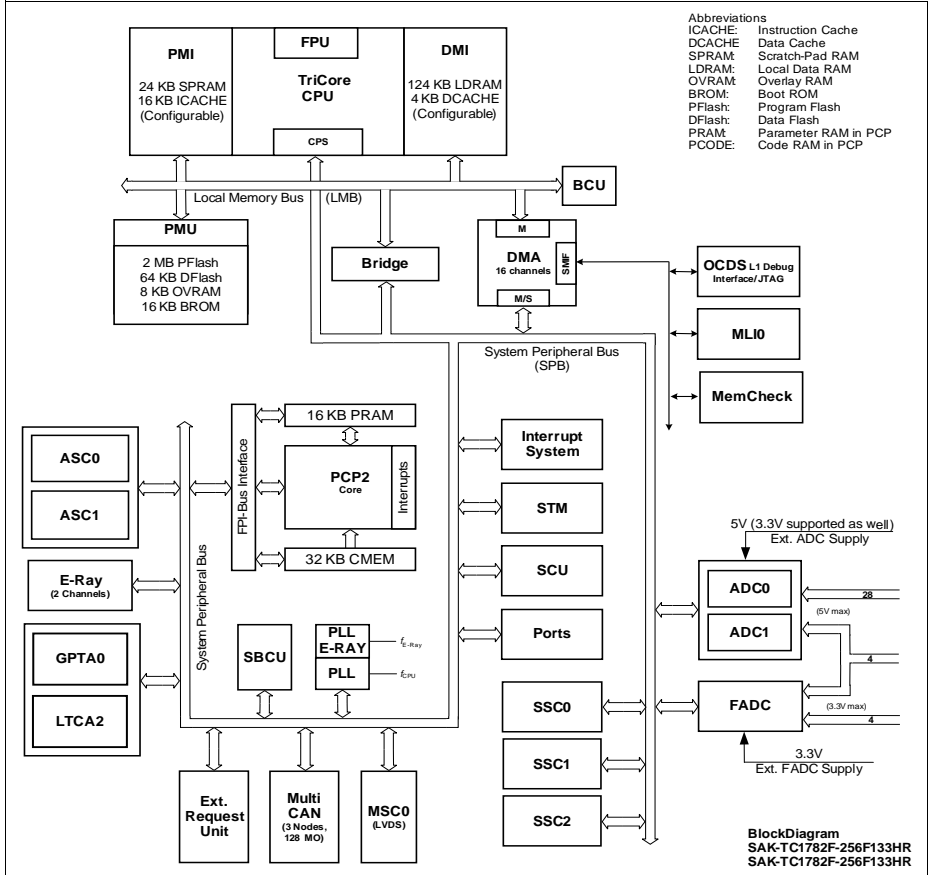 Abbreviations
ICACHE: Instruction Cache
DCACHE Data Cache
SPRAM: Scratch-Pad RAM
LDRAM: Local Data RAM
OVRAM: Overlay RAM
BROM: Boot ROM
PFlash: Program Flash
DFlash: Data Flash
PRAM: Parameter RAM in PCP
PCODE: Code RAM in PCP
PMI
24 KB SPRAM
16 KB ICACHE
(Configurable)
FPU
TriCore
CPU
CPS
DMI
124 KB LDRAM
4 KB DCACHE
(Configurable)
BCU
Local Memory Bus (LMB)
PMU
2 MB PFlash
64 KB DFlash
8 KB OVRAM
16 KB BROM
Bridge
M
DMA
16 channels
SMIF
M/S
OCDS L1 Debug
Interface/JTAG
MLI0
MemCheck
System Peripheral Bus
(SPB)
ASC0
ASC1
E-Ray
(2 Channels)
GPTA0
LTCA2
System Peripheral Bus
FPI-Bus Interface
16 KB PRAM
PCP2
Core
Interrupts
32 KB CMEM
Interrupt
System
STM
SCU
Ports
SBCU
PLL
E-RAY
fE-Ray
PLL
fCPU
SSC0
SSC1
SSC2
5V (3.3V supported as well)
Ext. ADC Supply
ADC0
ADC1
28
(5V max)
4
FADC
(3.3V max)
4
3.3V
Ext. FADC Supply
Ext.
Request
Unit
Multi
CAN
(3 Nodes,
128 MO)
MSC0
(LVDS)
BlockDiagram
SAK-TC1782F-256F133HR
SAK-TC1782F-256F133HR